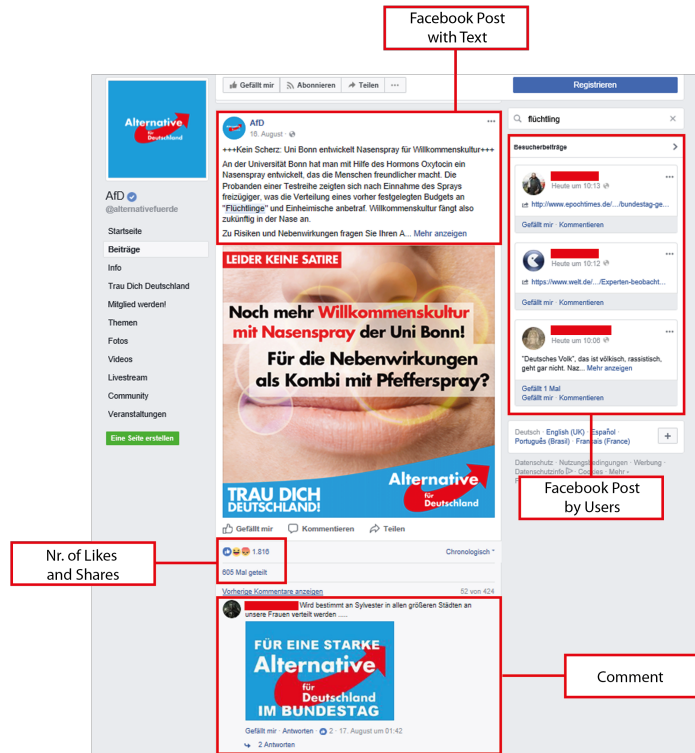 Facebook Post
with Text
Gefällt mir
Abonnieren
Teilen
Registrieren
Alternative
für
Deutschland
AfD
@alternativefuerde
Startseite
Beiträge
Info
Trau Dich Deutschland
Mitglied werden!
Themen
Fotos
Videos
Livestream
Community
Veranstaltungen
Eine Seite erstellen
AfD
18. August
+++Kein Scherz: Uni Bonn entwickelt Nasenspray für Willkommenskultur+++
An der Universität Bonn hat man mit Hilfe des Hormons Oxytocin ein
Nasenspray entwickelt, das die Menschen freundlicher macht. Die
Probanden einer Testreihe zeigten sich nach Einnahme des Sprays
freizügiger, was die Verteilung eines vorher festgelegten Budgets an
"Flüchtlinge" und Einheimische anbetraf. Willkommenskultur fängt also
zukünftig in der Nase an.
Zu Risiken und Nebenwirkungen fragen Sie Ihren A... Mehr anzeigen
LEIDER KEINE SATIRE
Noch mehr Willkommenskultur
mit Nasenspray der Uni Bonn!
Für die Nebenwirkungen
als Kombi mit Pfefferspray?
TRAU DICH
DEUTSCHLAND!
Alternative
für
Deutschland
Gefällt mir
Kommentieren
Teilen
1.816
Chronologisch
605 Mal geteilt
Vorherige Kommentare anzeigen
52 von 424
Wird bestimmt an Sylvester in allen größeren Städten an
unsere Frauen verteilt werden .....
FÜR EINE STARKE
Alternative
für
Deutschland
IM BUNDESTAG
Gefällt mir · Antworten · 2 · 17. August um 01:42
2 Antworten
flüchtling
Besucherbeiträge
Heute um 10:13
http://www.epochtimes.de/.../bundestag-ge...
Gefällt mir · Kommentieren
Heute um 10:12
https://www.welt.de/.../Experten-beobacht...
Gefällt mir · Kommentieren
Heute um 10:06
"Deutsches Volk", das ist völkisch, rassistisch,
geht gar nicht. Naz... Mehr anzeigen
Gefällt 1 Mal
Gefällt mir · Kommentieren
Deutsch · English (UK) · Español ·
Português (Brasil) · Français (France)
Datenschutz · Nutzungsbedingungen · Werbung ·
Datenschutzinfo · Cookies · Mehr
Facebook Post
by Users
Nr. of Likes
and Shares
Comment